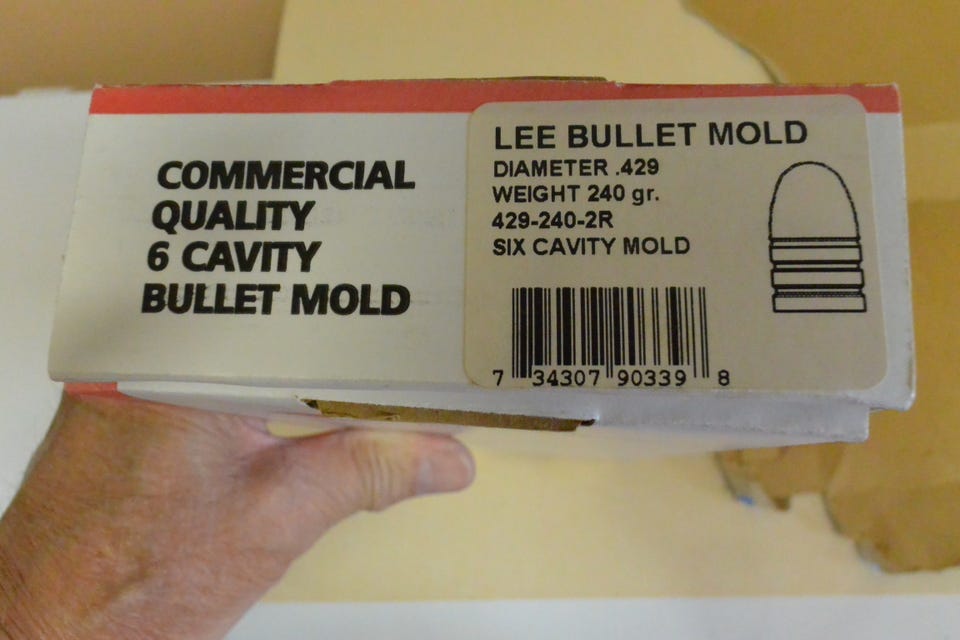 COMMERCIAL
QUALITY
6 CAVITY
BULLET MOLD
LEE BULLET MOLD
DIAMETER .429
WEIGHT 240 gr.
429-240-2R
SIX CAVITY MOLD
7 34307 90339 8